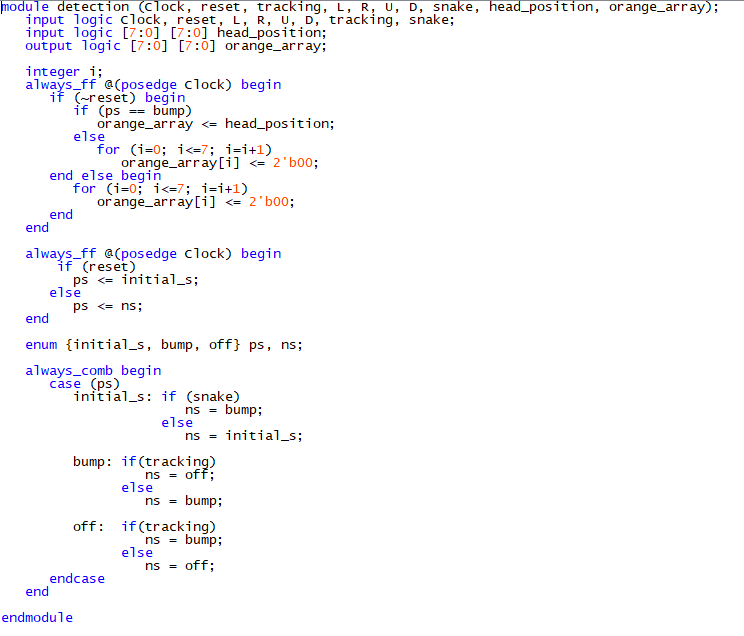 module detection (Clock, reset, tracking, L, R, U, D, snake, head_position, orange_array);
input logic Clock, reset, L, R, U, D, tracking, snake;
input logic [7:0] [7:0] head_position;
output logic [7:0] [7:0] orange_array;
integer i;
always_ff @(posedge Clock) begin
if (~reset) begin
if (ps == bump)
orange_array <= head_position;
else
for (i=0; i<=7; i=i+1)
orange_array[i] <= 2'b00;
end else begin
for (i=0; i<=7; i=i+1)
orange_array[i] <= 2'b00;
end
end
always_ff @(posedge Clock) begin
if (reset)
ps <= initial_s;
else
ps <= ns;
end
enum {initial_s, bump, off} ps, ns;
always_comb begin
case (ps)
initial_s: if (snake)
ns = bump;
else
ns = initial_s;
bump: if(tracking)
ns = off;
else
ns = bump;
off: if(tracking)
ns = bump;
else
ns = off;
endcase
end
endmodule